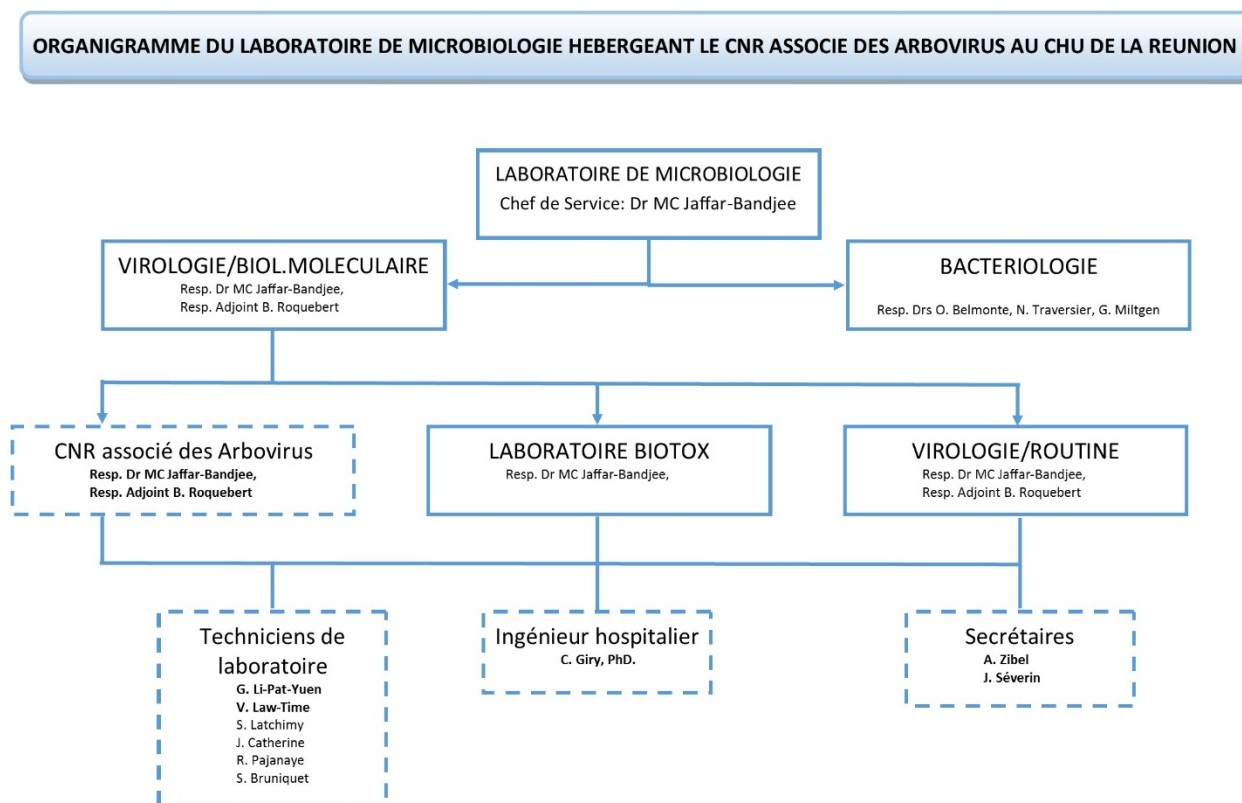 ORGANIGRAMME DU LABORATOIRE DE MICROBIOLOGIE HEBERGEANT LE CNR ASSOCIE DES ARBOVIRUS AU CHU DE LA REUNION
LABORATOIRE DE MICROBIOLOGIE
Chef de Service: Dr MC Jaffar-Bandjee
VIROLOGIE/BIOL.MOLECULAIRE
Resp. Dr MC Jaffar-Bandjee,
Resp. Adjoint B. Roquebert
BACTERIOLOGIE
Resp. Drs O. Belmonte, N. Traversier, G. Miltgen
CNR associé des Arbovirus
Resp. Dr MC Jaffar-Bandjee,
Resp. Adjoint B. Roquebert
LABORATOIRE BIOTOX
Resp. Dr MC Jaffar-Bandjee,
VIROLOGIE/ROUTINE
Resp. Dr MC Jaffar-Bandjee,
Resp. Adjoint B. Roquebert
Techniciens de
laboratoire
G. Li-Pat-Yuen
V. Law-Time
S. Latchimy
J. Catherine
R. Pajanaye
S. Bruniquet
Ingénieur hospitalier
C. Giry, PhD.
Secrétaires
A. Zibel
J. Séverin